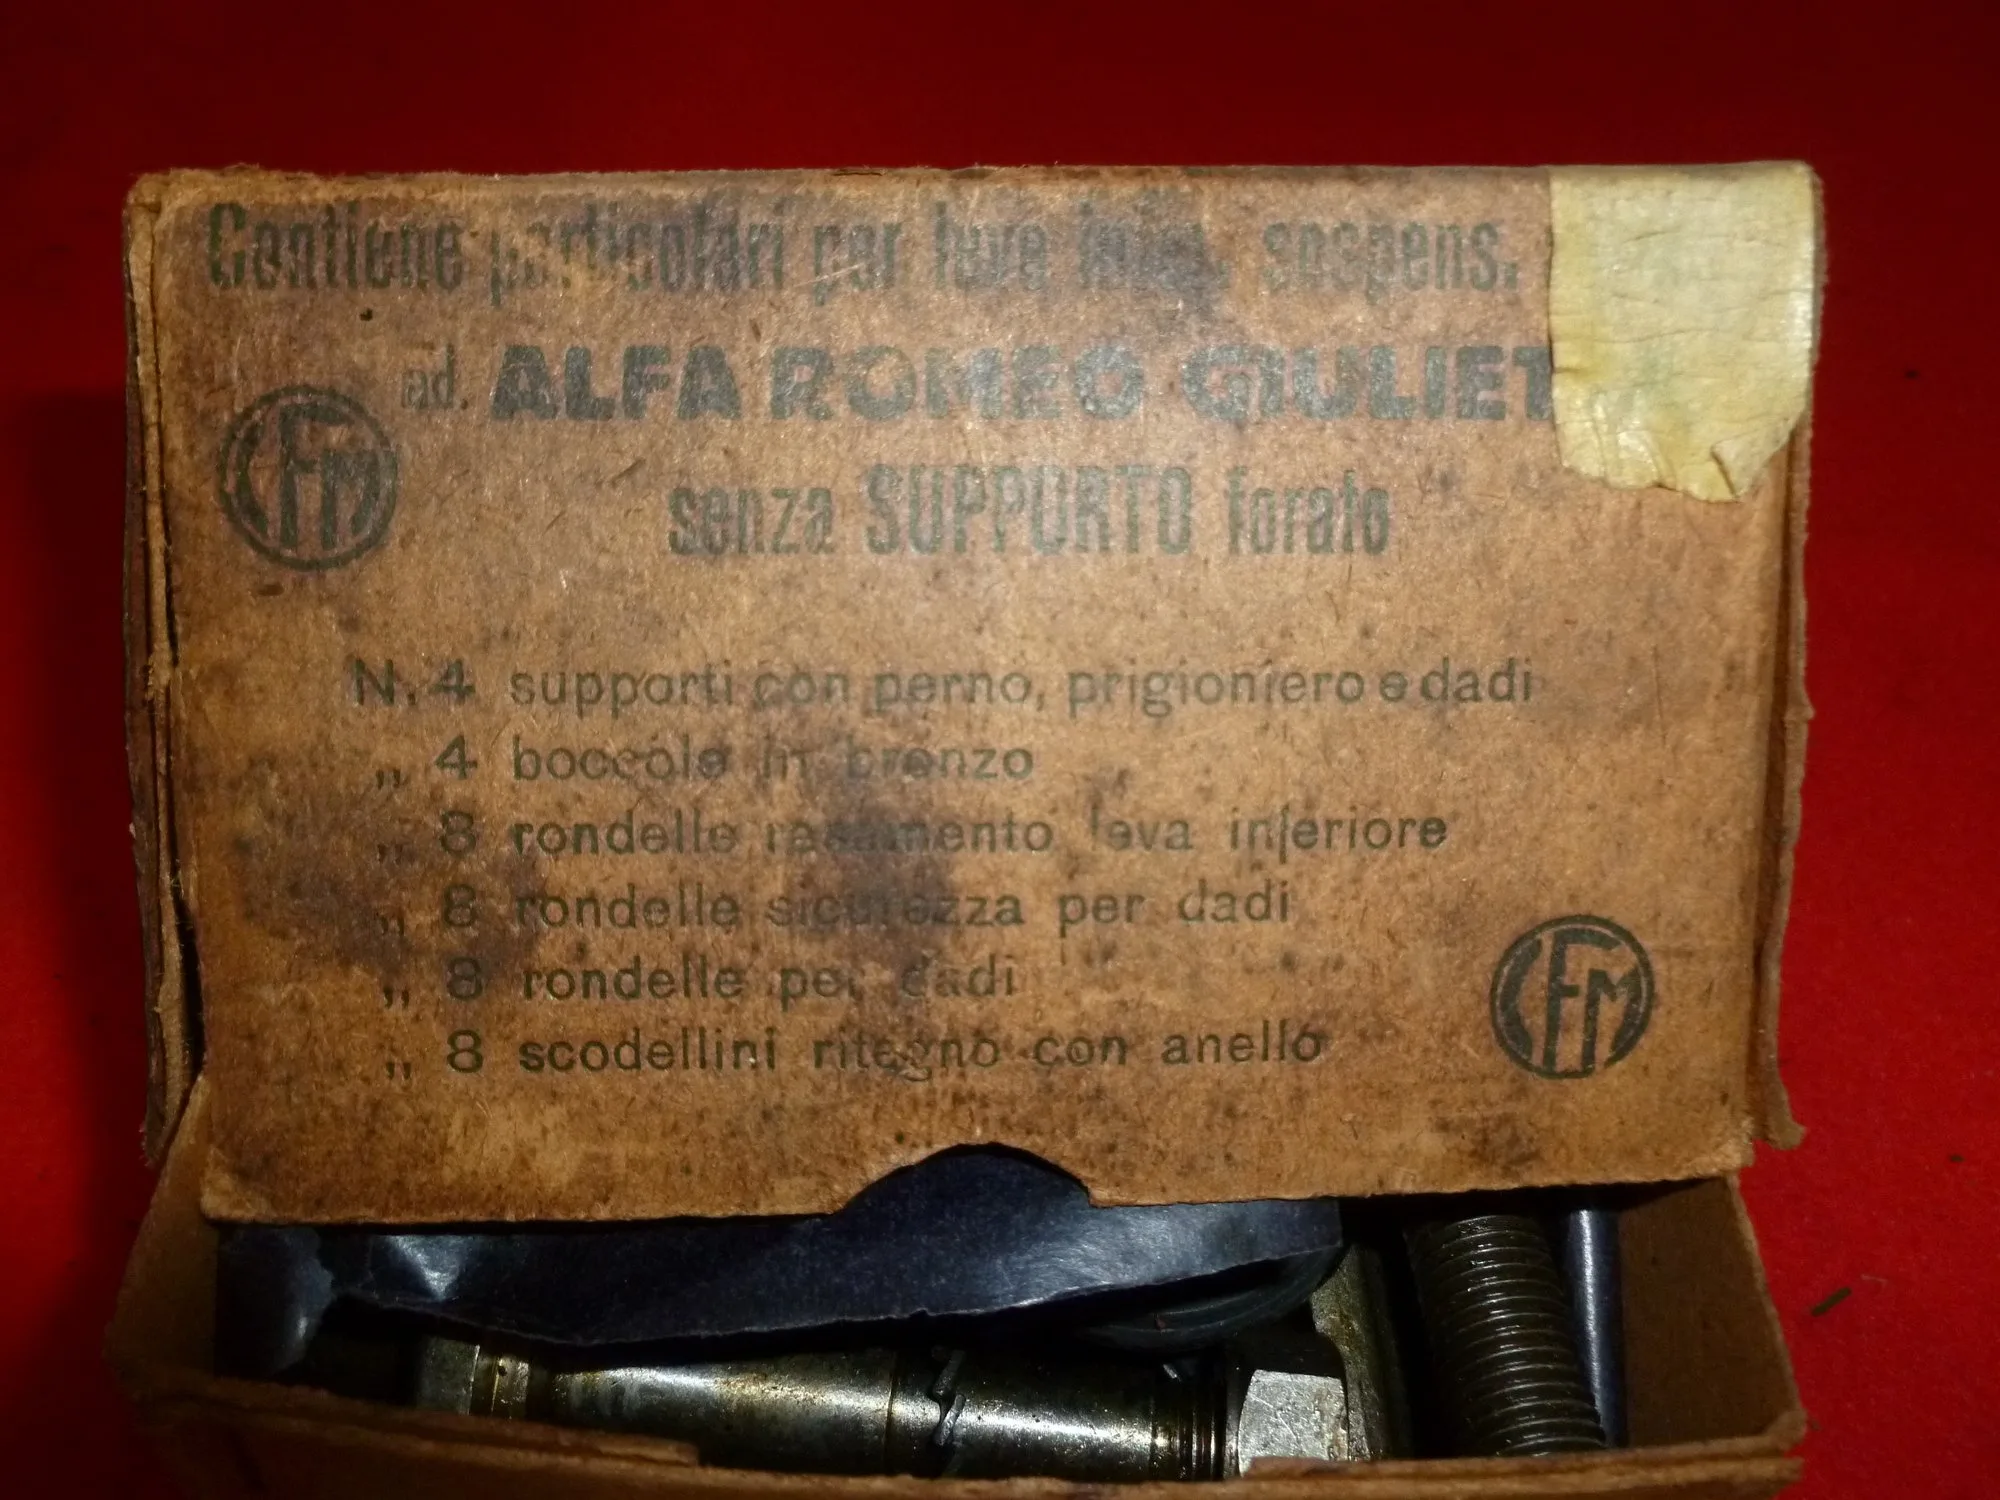 Contiene particolari per leve sospens.
ad. ALFA ROMEO GIULIET
CFM
senza SUPPORTO forato
N. 4 supporti con perno, prigioniero e dadi
„ 4 boccole in bronzo
„ 8 rondelle rasamento leva inferiore
„ 8 rondelle sicurezza per dadi
„ 8 rondelle per dadi
„ 8 scodellini ritegno con anello
CFM